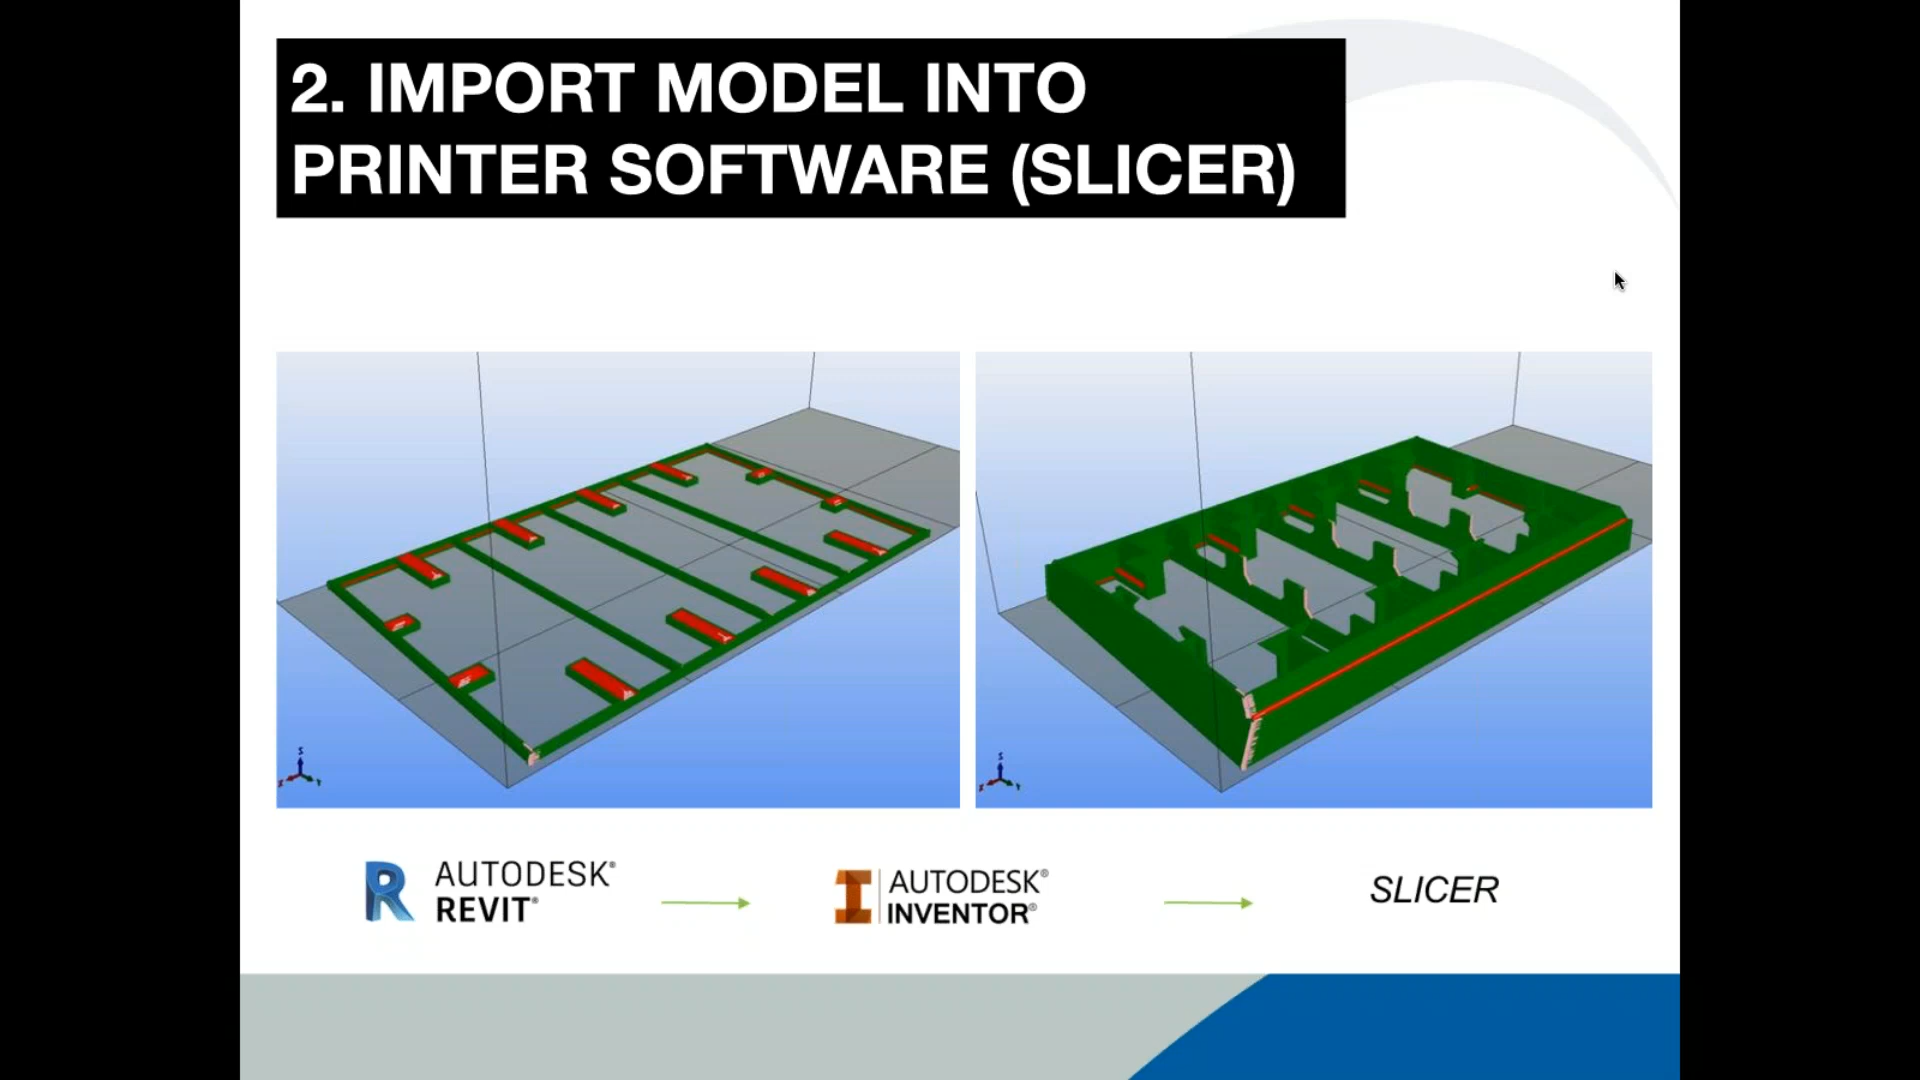 2. IMPORT MODEL INTO
PRINTER SOFTWARE (SLICER)
AUTODESK®
REVIT®
AUTODESK®
INVENTOR®
SLICER